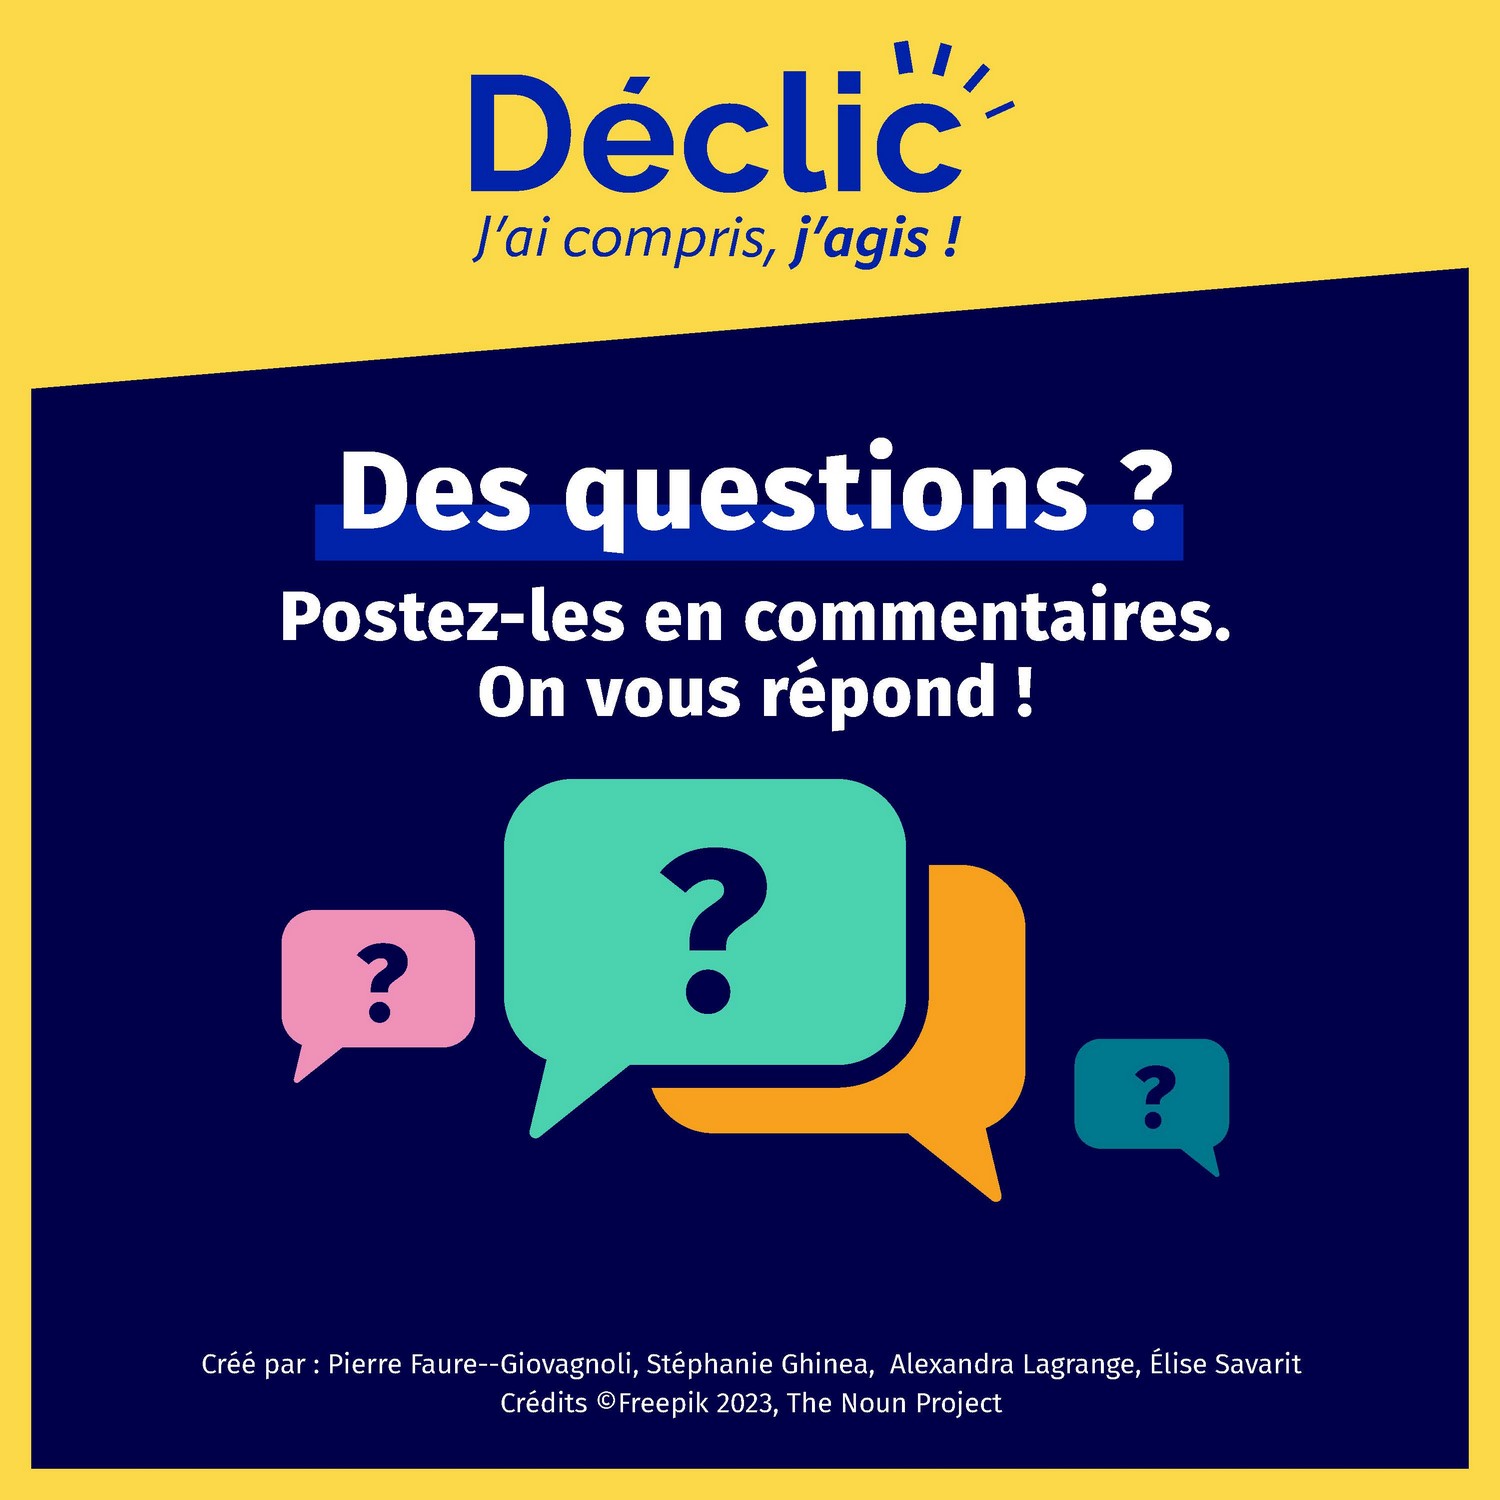 Déclic
J’ai compris, j’agis !
Des questions ?
Postez-les en commentaires.
On vous répond !
?
?
?
Créé par : Pierre Faure--Giovagnoli, Stéphanie Ghinea, Alexandra Lagrange, Élise Savarit
Crédits ©Freepik 2023, The Noun Project